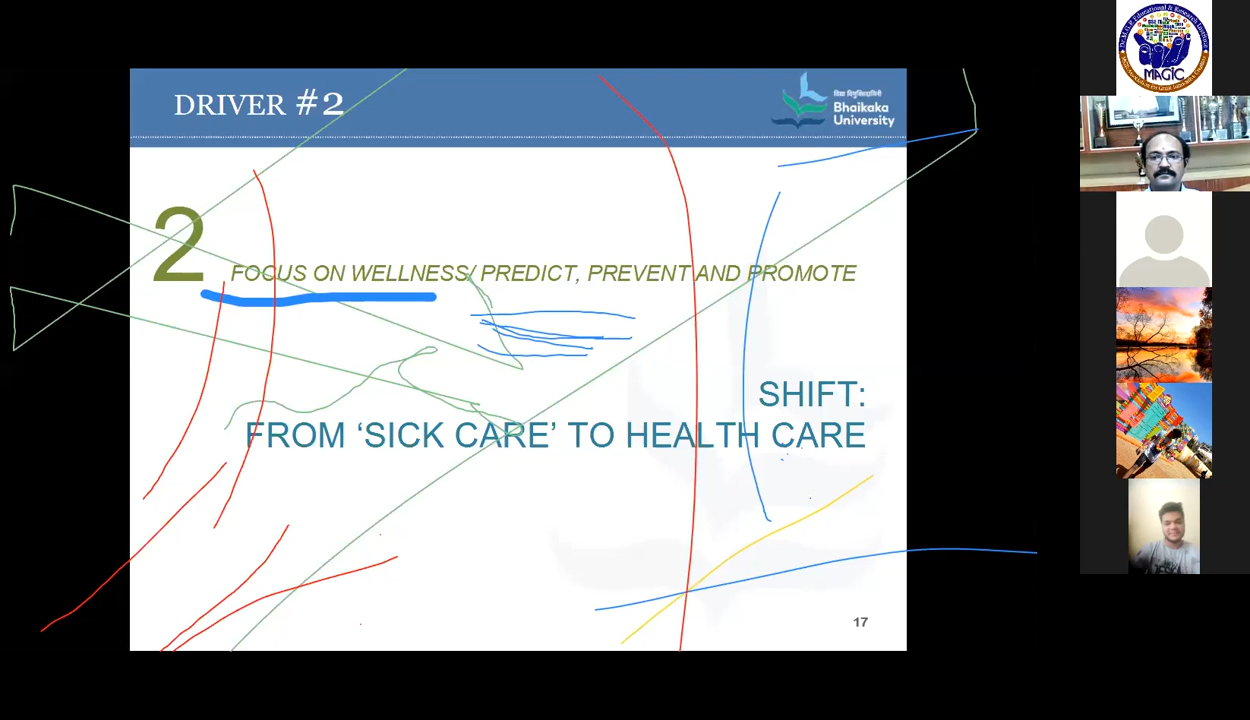 DRIVER #2
विद्या विमुक्तिदायिनी
Bhaikaka
University
2 FOCUS ON WELLNESS/ PREDICT, PREVENT AND PROMOTE
SHIFT:
FROM ‘SICK CARE’ TO HEALTH CARE
17
MAGIC